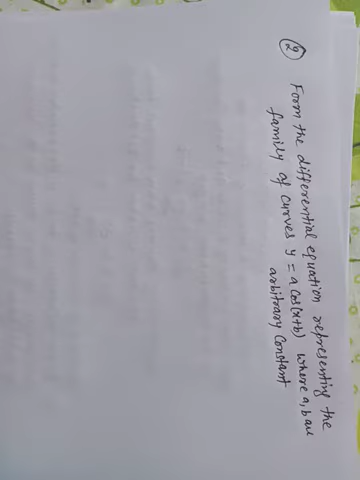 ② Form the differential equation representing the
family of curves y = a cos(x+b) where a, b are
arbitrary constant